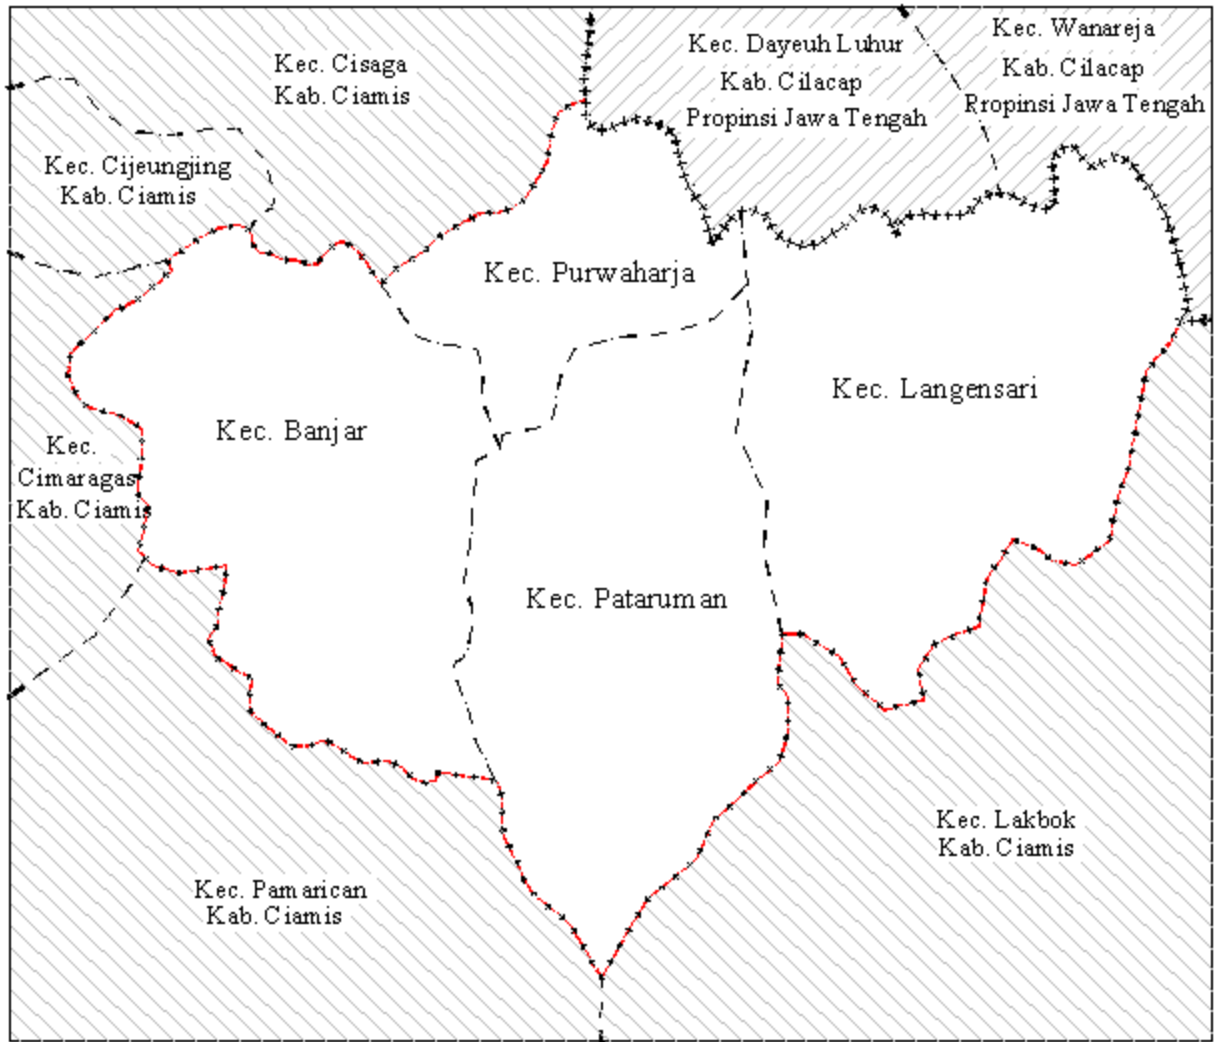 Kec. Cisaga
Kab. Ciamis
Kec. Dayeuh Luhur
Kab. Cilacap
Propinsi Jawa Tengah
Kec. Wanareja
Kab. Cilacap
Propinsi Jawa Tengah
Kec. Cijeungjing
Kab. Ciamis
Kec. Purwaharja
Kec. Langensari
Kec. Banjar
Kec.
Cimaragas
Kab. Ciamis
Kec. Pataruman
Kec. Lakbok
Kab. Ciamis
Kec. Pamarican
Kab. Ciamis